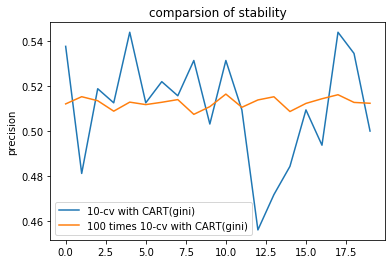 comparsion of stability
0.54
0.52
0.50
0.48
0.46
precision
10-cv with CART(gini)
100 times 10-cv with CART(gini)
0.0 2.5 5.0 7.5 10.0 12.5 15.0 17.5